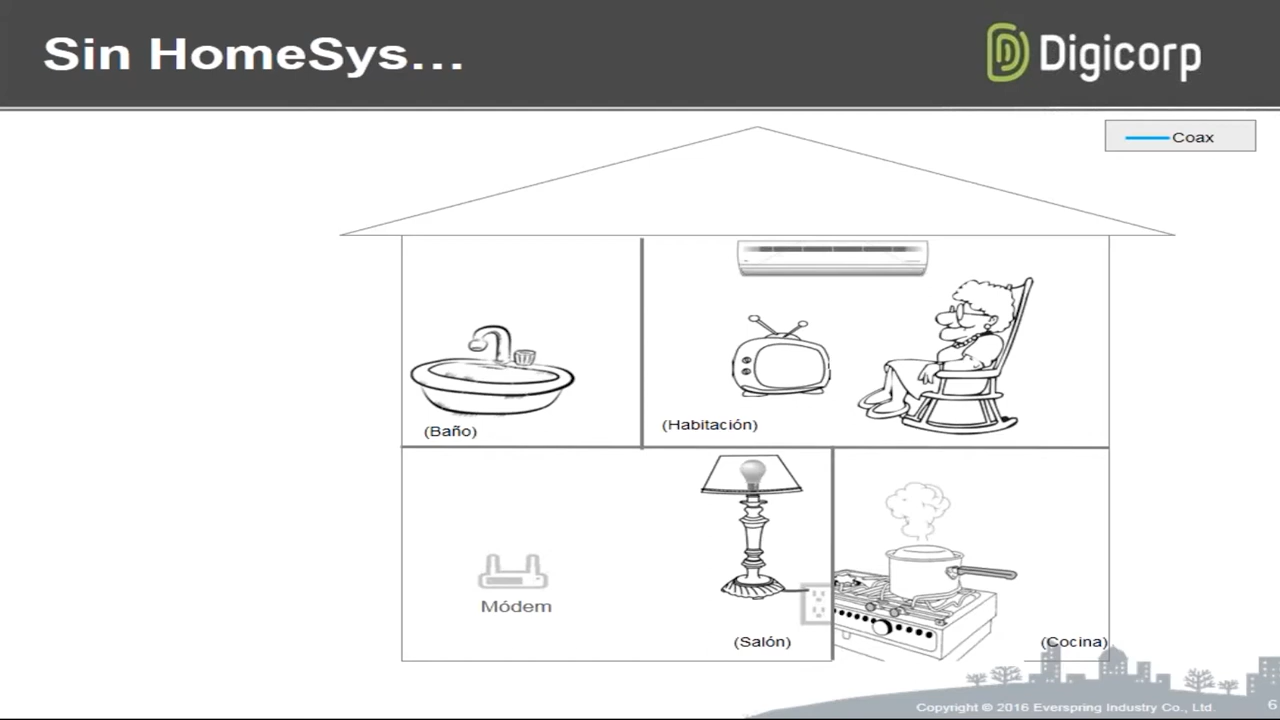 Sin HomeSys...
Digicorp
Coax
(Baño)
(Habitación)
Módem
(Salón)
(Cocina)
Copyright © 2016 Everspring Industry Co., Ltd.
6